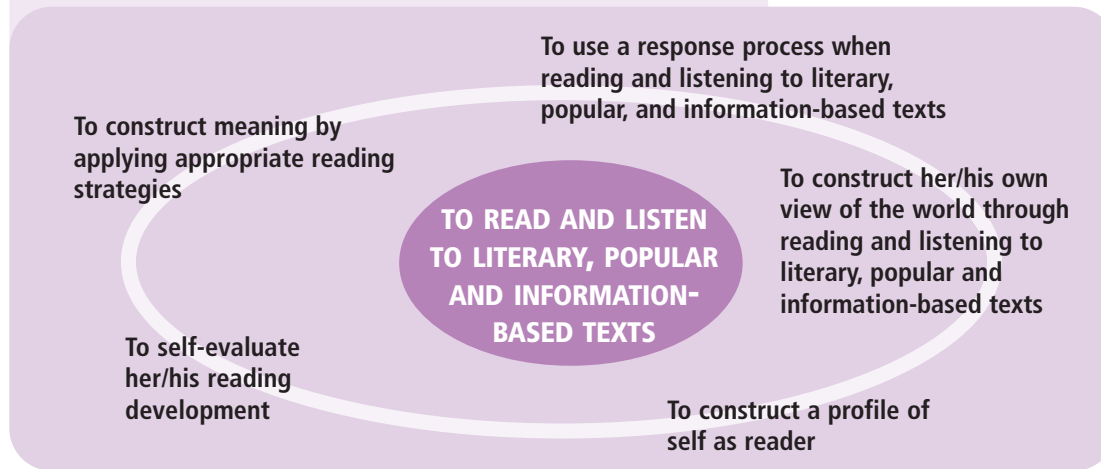 To use a response process when
reading and listening to literary,
popular, and information-based texts
To construct meaning by
applying appropriate reading
strategies
To construct her/his own
view of the world through
reading and listening to
literary, popular and
information-based texts
TO READ AND LISTEN
TO LITERARY, POPULAR
AND INFORMATION-
BASED TEXTS
To self-evaluate
her/his reading
development
To construct a profile of
self as reader